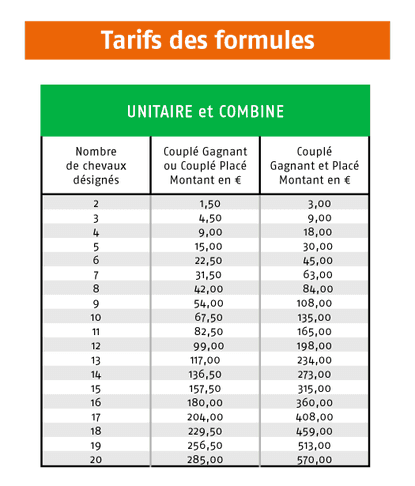 Tarifs des formules
UNITAIRE et COMBINE
Nombre
de chevaux
désignés
Couplé Gagnant
ou Couplé Placé
Montant en €
Couplé
Gagnant et Placé
Montant en €
2 1,50 3,00
3 4,50 9,00
4 9,00 18,00
5 15,00 30,00
6 22,50 45,00
7 31,50 63,00
8 42,00 84,00
9 54,00 108,00
10 67,50 135,00
11 82,50 165,00
12 99,00 198,00
13 117,00 234,00
14 136,50 273,00
15 157,50 315,00
16 180,00 360,00
17 204,00 408,00
18 229,50 459,00
19 256,50 513,00
20 285,00 570,00